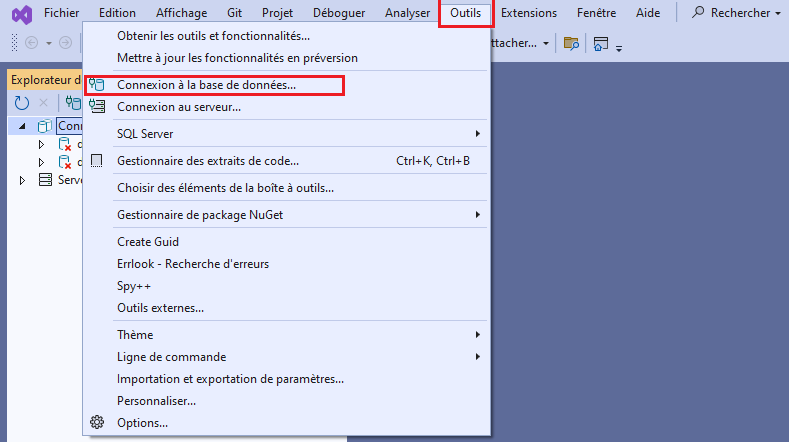 Fichier Edition Affichage Git Projet Déboguer Analyser Outils Extensions Fenêtre Aide Rechercher
Obtenir les outils et fonctionnalités...
Mettre à jour les fonctionnalités en préversion
Explorateur
Connexion à la base de données...
Connexion au serveur...
SQL Server
Gestionnaire des extraits de code... Ctrl+K, Ctrl+B
Choisir des éléments de la boîte à outils...
Gestionnaire de package NuGet
Create Guid
Errlook - Recherche d'erreurs
Spy++
Outils externes...
Thème
Ligne de commande
Importation et exportation de paramètres...
Personnaliser...
Options...